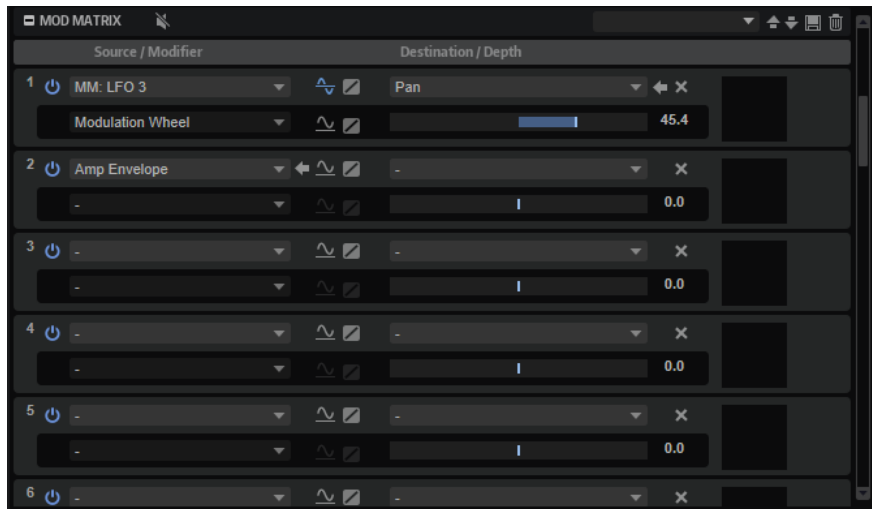 MOD MATRIX
Source / Modifier Destination / Depth
1 MM: LFO 3 Pan
Modulation Wheel 45.4
2 Amp Envelope -
- 0.0
3 - -
- 0.0
4 - -
- 0.0
5 - -
- 0.0
6 - -